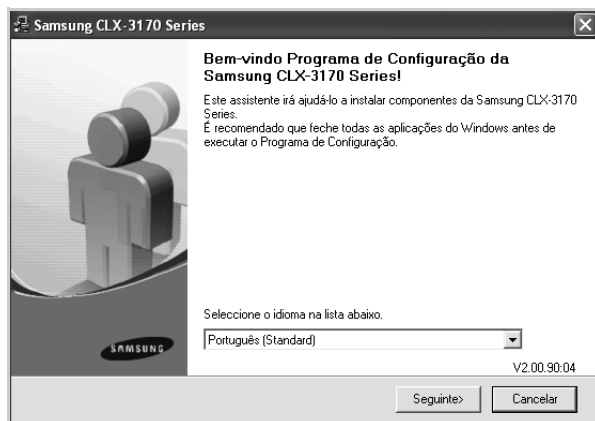 Samsung CLX-3170 Series
Bem-vindo Programa de Configuração da
Samsung CLX-3170 Series!
Este assistente irá ajudá-lo a instalar componentes da Samsung CLX-3170
Series.
É recomendado que feche todas as aplicações do Windows antes de
executar o Programa de Configuração.
Seleccione o idioma na lista abaixo.
Português (Standard)
SAMSUNG
V2.00.90:04
Seguinte>
Cancelar